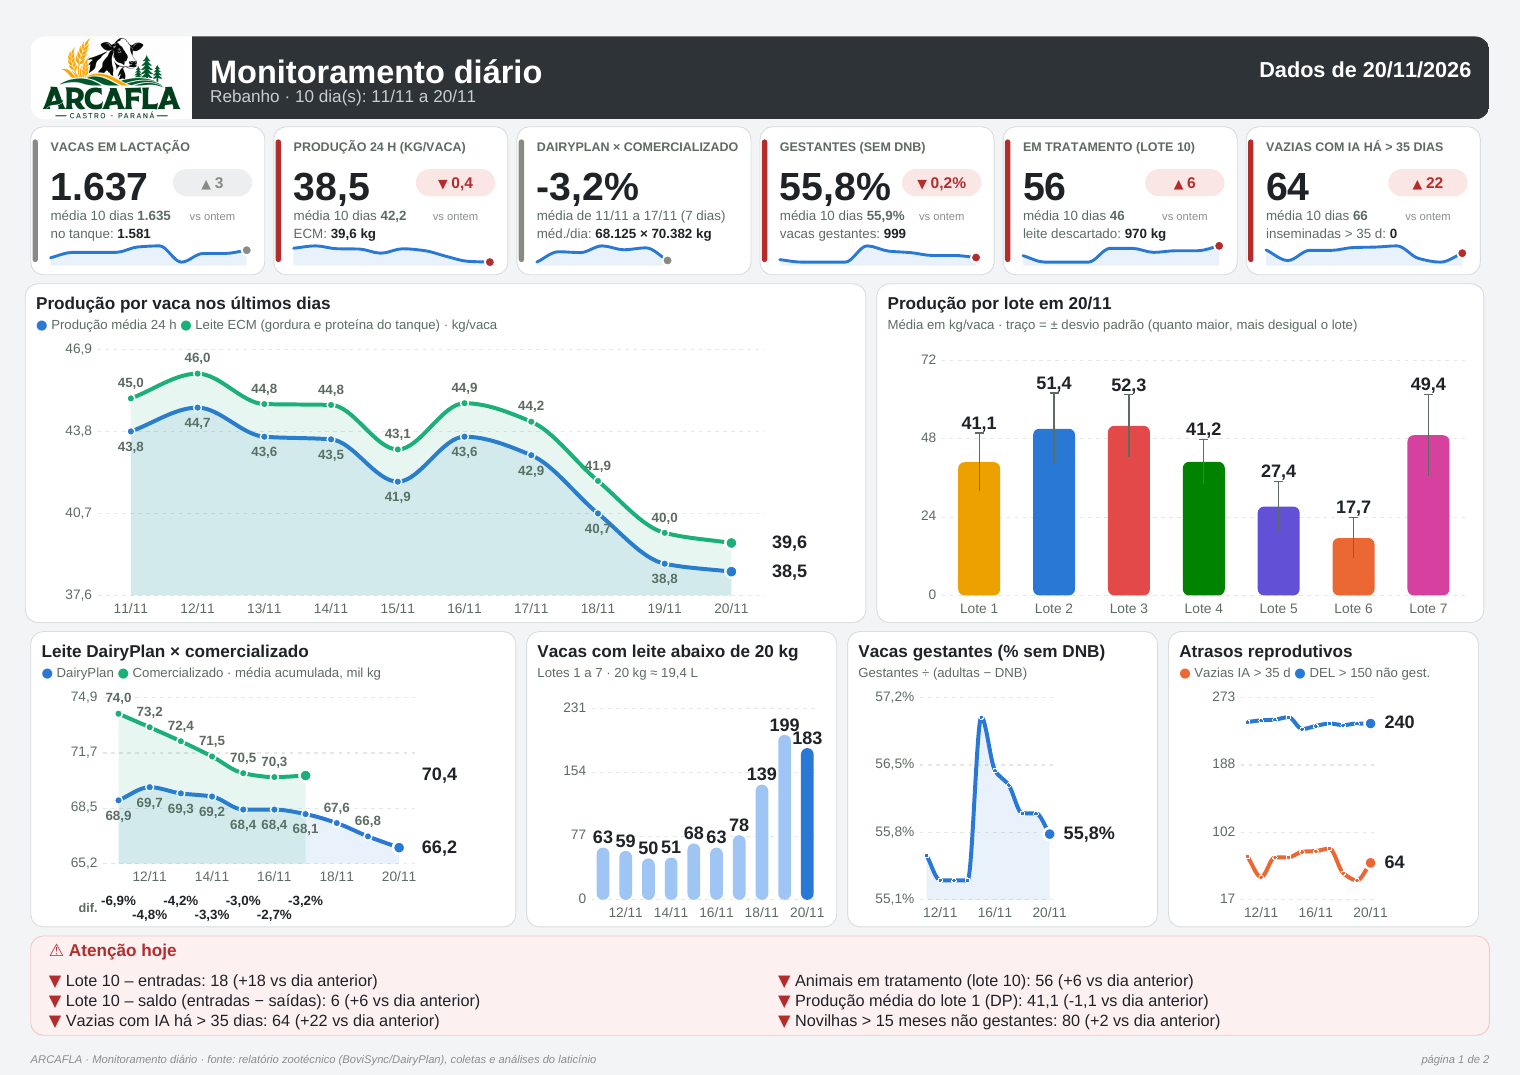 ARCAFLA
CASTRO - PARANÁ
Monitoramento diário
Rebanho · 10 dia(s): 11/11 a 20/11
Dados de 20/11/2026
VACAS EM LACTAÇÃO
1.637 ▲ 3
média 10 dias 1.635 vs ontem
no tanque: 1.581
PRODUÇÃO 24 H (KG/VACA)
38,5 ▼ 0,4
média 10 dias 42,2 vs ontem
ECM: 39,6 kg
DAIRYPLAN × COMERCIALIZADO
-3,2%
média de 11/11 a 17/11 (7 dias)
méd./dia: 68.125 × 70.382 kg
GESTANTES (SEM DNB)
55,8% ▼ 0,2%
média 10 dias 55,9% vs ontem
vacas gestantes: 999
EM TRATAMENTO (LOTE 10)
56 ▲ 6
média 10 dias 46 vs ontem
leite descartado: 970 kg
VAZIAS COM IA HÁ > 35 DIAS
64 ▲ 22
média 10 dias 66 vs ontem
inseminadas > 35 d: 0
Produção por vaca nos últimos dias
Produção média 24 h Leite ECM (gordura e proteína do tanque) · kg/vaca
46,9
43,8
40,7
37,6
45,0 46,0 44,8 44,8 43,1 44,9 44,2 41,9 40,0 39,6
43,8 44,7 43,6 43,5 41,9 43,6 42,9 40,7 38,8 38,5
11/11 12/11 13/11 14/11 15/11 16/11 17/11 18/11 19/11 20/11
Produção por lote em 20/11
Média em kg/vaca · traço = ± desvio padrão (quanto maior, mais desigual o lote)
72
48
24
0
41,1 51,4 52,3 41,2 27,4 17,7 49,4
Lote 1 Lote 2 Lote 3 Lote 4 Lote 5 Lote 6 Lote 7
Leite DairyPlan × comercializado
DairyPlan Comercializado · média acumulada, mil kg
74,9
71,7
68,5
65,2
74,0 73,2 72,4 71,5 70,5 70,3 70,4
68,9 69,7 69,3 69,2 68,4 68,4 68,1 67,6 66,8 66,2
12/11 14/11 16/11 18/11 20/11
dif. -6,9% -4,8% -4,2% -3,3% -3,0% -2,7% -3,2%
Vacas com leite abaixo de 20 kg
Lotes 1 a 7 · 20 kg ≈ 19,4 L
231
154
77
0
63 59 50 51 68 63 78 139 199 183
12/11 14/11 16/11 18/11 20/11
Vacas gestantes (% sem DNB)
Gestantes ÷ (adultas − DNB)
57,2%
56,5%
55,8%
55,1%
55,8%
12/11 16/11 20/11
Atrasos reprodutivos
Vazias IA > 35 d DEL > 150 não gest.
273
188
102
17
240
64
12/11 16/11 20/11
⚠ Atenção hoje
▼ Lote 10 – entradas: 18 (+18 vs dia anterior)
▼ Lote 10 – saldo (entradas − saídas): 6 (+6 vs dia anterior)
▼ Vazias com IA há > 35 dias: 64 (+22 vs dia anterior)
▼ Animais em tratamento (lote 10): 56 (+6 vs dia anterior)
▼ Produção média do lote 1 (DP): 41,1 (-1,1 vs dia anterior)
▼ Novilhas > 15 meses não gestantes: 80 (+2 vs dia anterior)
ARCAFLA · Monitoramento diário · fonte: relatório zootécnico (BoviSync/DairyPlan), coletas e análises do laticínio
página 1 de 2